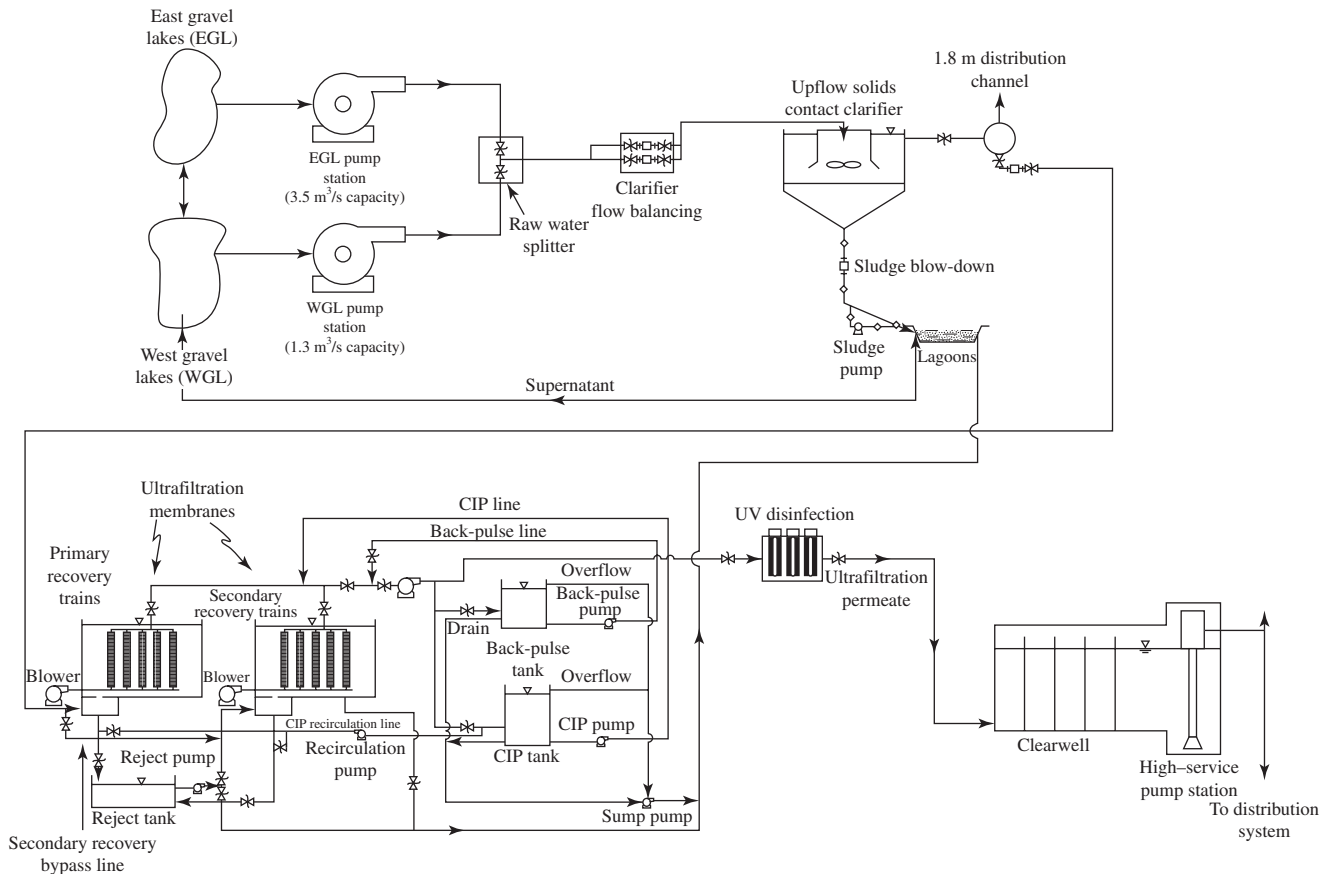 East gravel
lakes (EGL)
EGL pump
station
(3.5 m³/s capacity)
WGL pump
station
(1.3 m³/s capacity)
West gravel
lakes (WGL)
Raw water
splitter
Clarifier
flow balancing
Upflow solids
contact clarifier
1.8 m distribution
channel
Sludge blow-down
Sludge
pump
Lagoons
Supernatant
Ultrafiltration
membranes
Primary
recovery
trains
Secondary
recovery trains
CIP line
Back-pulse line
UV disinfection
Ultrafiltration
permeate
Overflow
Back-pulse
pump
Drain
Back-pulse
tank
Blower
Blower
Overflow
CIP recirculation line
Recirculation
pump
CIP pump
CIP tank
Reject pump
Reject tank
Sump pump
Secondary recovery
bypass line
Clearwell
High–service
pump station
To distribution
system